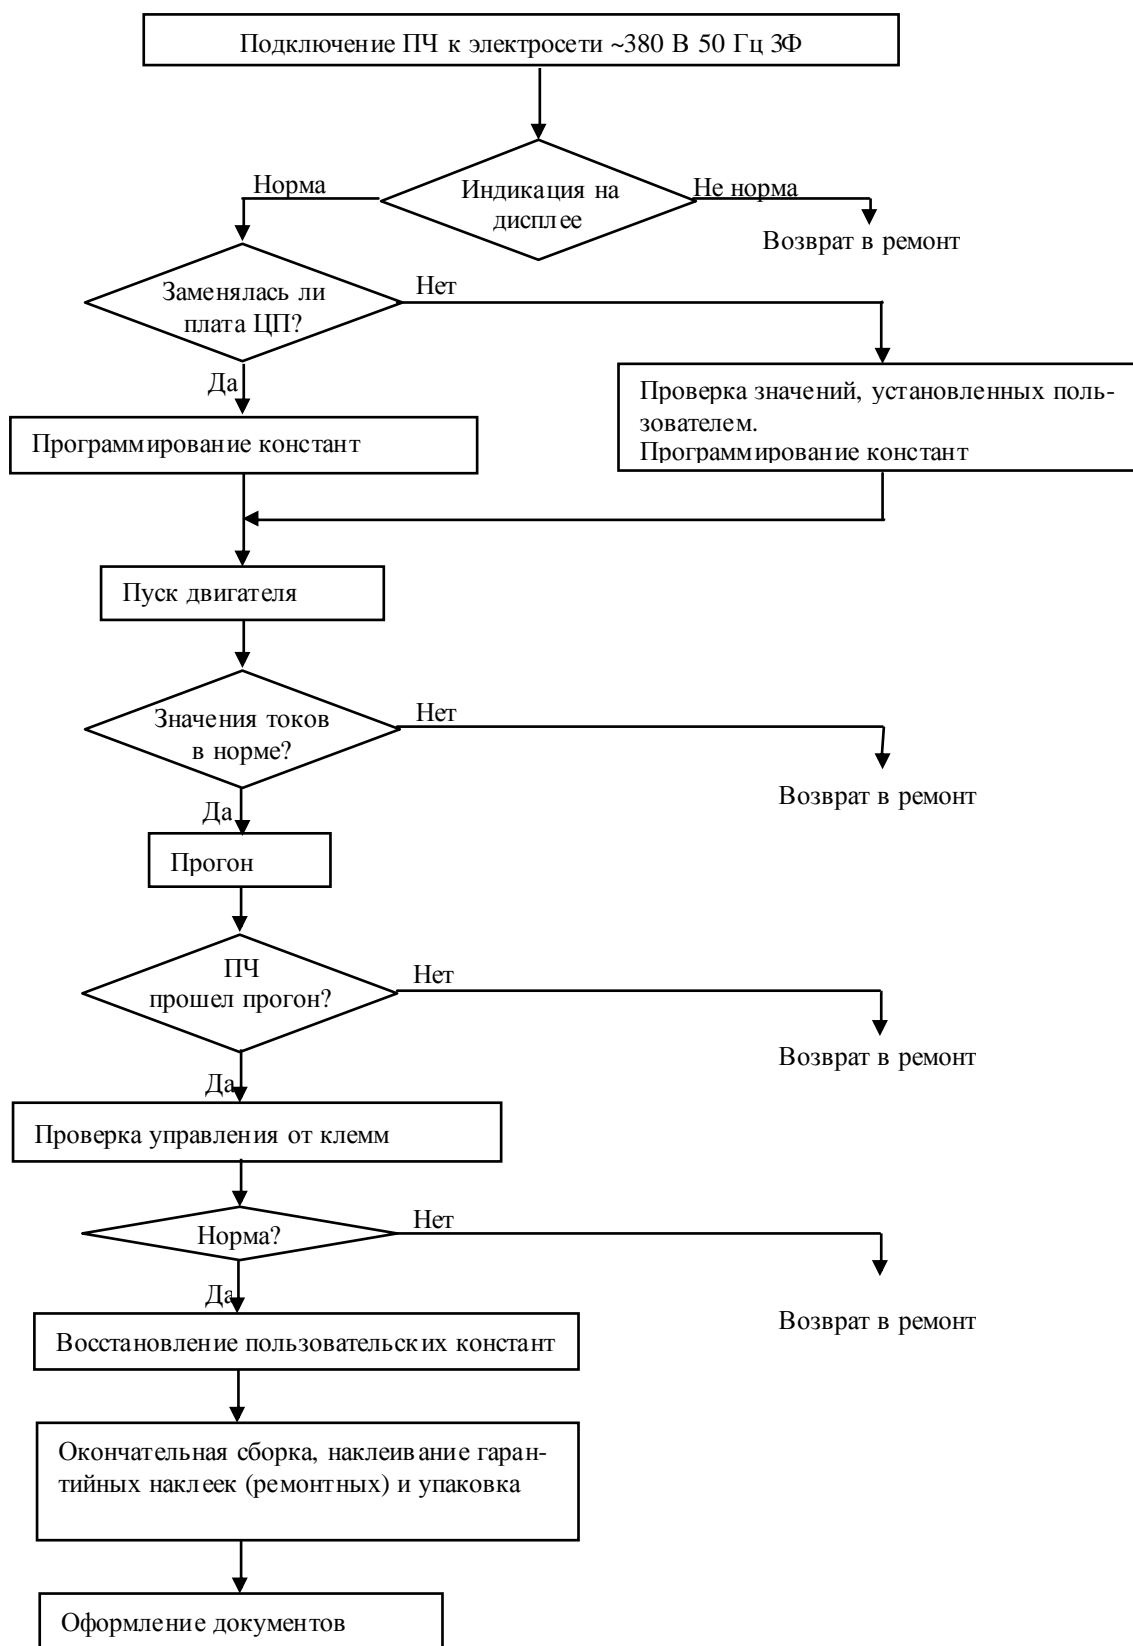 Подключение ПЧ к электросети ~380 В 50 Гц 3Ф
Норма
Индикация на
дисплее
Не норма
Возврат в ремонт
Заменялась ли
плата ЦП?
Нет
Да
Проверка значений, установленных поль-
зователем.
Программирование констант
Программирование констант
Пуск двигателя
Значения токов
в норме?
Нет
Возврат в ремонт
Да
Прогон
ПЧ
прошел прогон?
Нет
Возврат в ремонт
Да
Проверка управления от клемм
Норма?
Нет
Да
Возврат в ремонт
Восстановление пользовательских констант
Окончательная сборка, наклеивание гаран-
тийных наклеек (ремонтных) и упаковка
Оформление документов